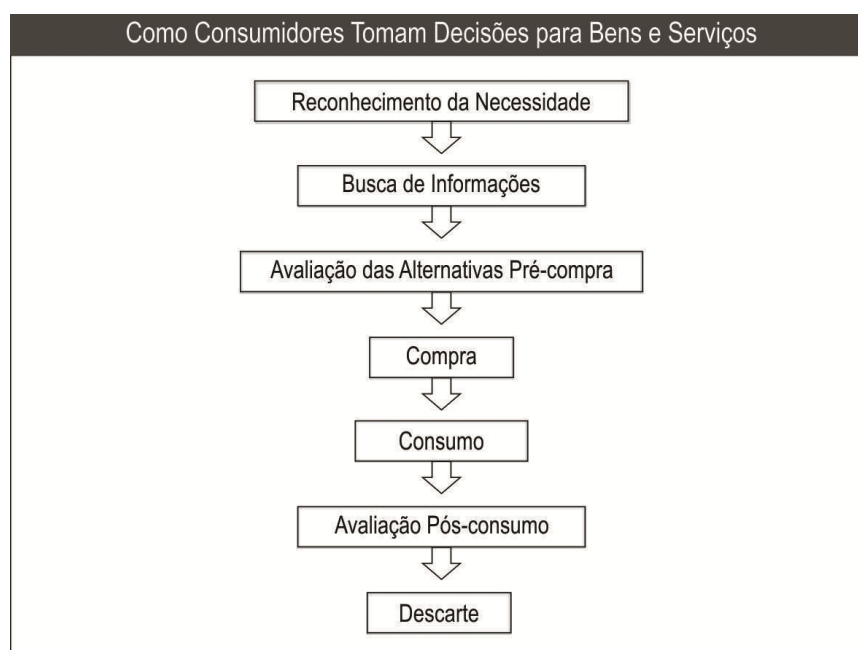 Como Consumidores Tomam Decisões para Bens e Serviços
Reconhecimento da Necessidade
Busca de Informações
Avaliação das Alternativas Pré-compra
Compra
Consumo
Avaliação Pós-consumo
Descarte